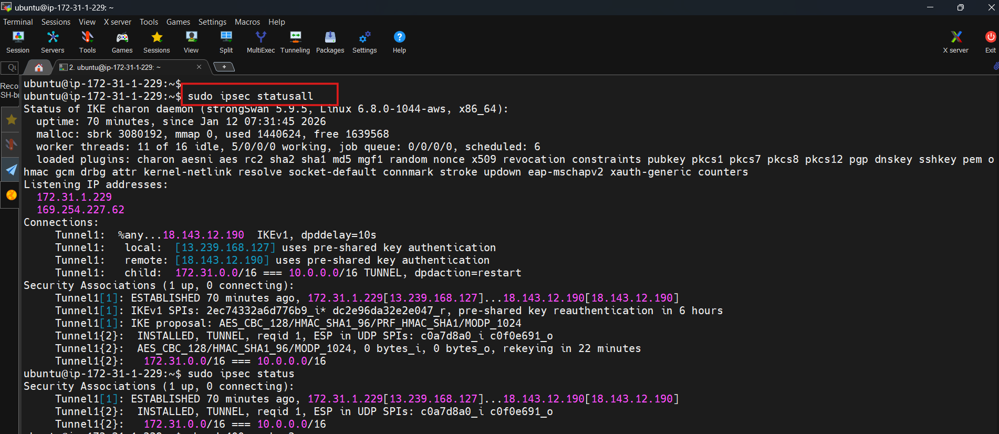 ubuntu@ip-172-31-1-229: ~
Terminal Sessions View X server Tools Games Settings Macros Help
Session Servers Tools Games Sessions View Split MultiExec Tunneling Packages Settings Help X server Exit
2. ubuntu@ip-172-31-1-229: ~
ubuntu@ip-172-31-1-229:~$
ubuntu@ip-172-31-1-229:~$ sudo ipsec statusall
Status of IKE charon daemon (strongSwan 5.9.5, Linux 6.8.0-1044-aws, x86_64):
uptime: 70 minutes, since Jan 12 07:31:45 2026
malloc: sbrk 3080192, mmap 0, used 1440624, free 1639568
worker threads: 11 of 16 idle, 5/0/0/0 working, job queue: 0/0/0/0, scheduled: 6
loaded plugins: charon aesni aes rc2 sha2 sha1 md5 mgf1 random nonce x509 revocation constraints pubkey pkcs1 pkcs7 pkcs8 pkcs12 pgp dnskey sshkey pem o
hmac gcm drbg attr kernel-netlink resolve socket-default connmark stroke updown eap-mschapv2 xauth-generic counters
Listening IP addresses:
172.31.1.229
169.254.227.62
Connections:
Tunnel1: %any...18.143.12.190 IKEv1, dpddelay=10s
Tunnel1: local: [13.239.168.127] uses pre-shared key authentication
Tunnel1: remote: [18.143.12.190] uses pre-shared key authentication
Tunnel1: child: 172.31.0.0/16 === 10.0.0.0/16 TUNNEL, dpdaction=restart
Security Associations (1 up, 0 connecting):
Tunnel1[1]: ESTABLISHED 70 minutes ago, 172.31.1.229[13.239.168.127]...18.143.12.190[18.143.12.190]
Tunnel1[1]: IKEv1 SPIs: 2ec74332a6d776b9_i* dc2e96da32e2e047_r, pre-shared key reauthentication in 6 hours
Tunnel1[1]: IKE proposal: AES_CBC_128/HMAC_SHA1_96/PRF_HMAC_SHA1/MODP_1024
Tunnel1{2}: INSTALLED, TUNNEL, reqid 1, ESP in UDP SPIs: c0a7d8a0_i c0f0e691_o
Tunnel1{2}: AES_CBC_128/HMAC_SHA1_96/MODP_1024, 0 bytes_i, 0 bytes_o, rekeying in 22 minutes
Tunnel1{2}: 172.31.0.0/16 === 10.0.0.0/16
ubuntu@ip-172-31-1-229:~$ sudo ipsec status
Security Associations (1 up, 0 connecting):
Tunnel1[1]: ESTABLISHED 70 minutes ago, 172.31.1.229[13.239.168.127]...18.143.12.190[18.143.12.190]
Tunnel1{2}: INSTALLED, TUNNEL, reqid 1, ESP in UDP SPIs: c0a7d8a0_i c0f0e691_o
Tunnel1{2}: 172.31.0.0/16 === 10.0.0.0/16